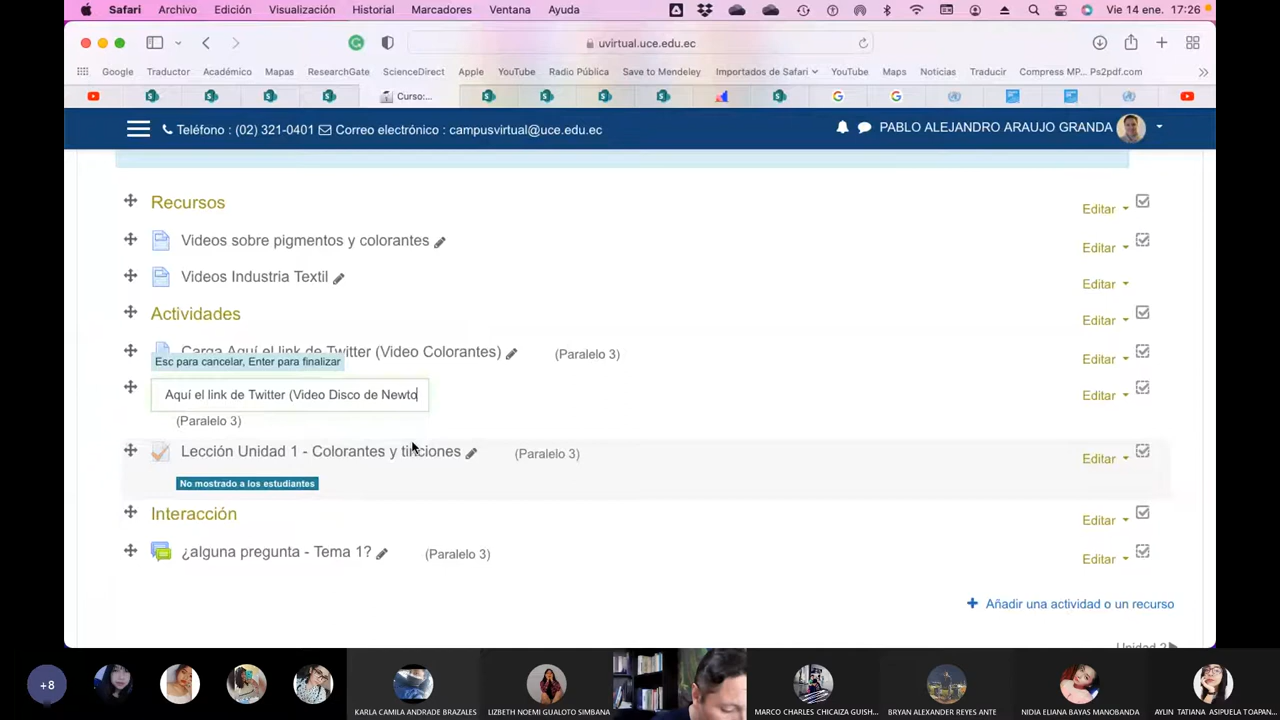 Safari Archivo Edición Visualización Historial Marcadores Ventana Ayuda Vie 14 ene. 17:26
uvirtual.uce.edu.ec
Google Traductor Académico Mapas ResearchGate ScienceDirect Apple YouTube Radio Pública Save to Mendeley Importados de Safari YouTube Maps Noticias Traducir Compress MP... Ps2pdf.com
Curso:...
Teléfono : (02) 321-0401 Correo electrónico : campusvirtual@uce.edu.ec PABLO ALEJANDRO ARAUJO GRANDA
Recursos Editar
Videos sobre pigmentos y colorantes Editar
Videos Industria Textil Editar
Actividades Editar
Carga Aquí el link de Twitter (Video Colorantes) (Paralelo 3) Editar
Esc para cancelar, Enter para finalizar
Aquí el link de Twitter (Video Disco de Newto Editar
(Paralelo 3)
Lección Unidad 1 - Colorantes y tinciones (Paralelo 3) Editar
No mostrado a los estudiantes
Interacción Editar
¿alguna pregunta - Tema 1? (Paralelo 3) Editar
+ Añadir una actividad o un recurso
Unidad 2
+8
KARLA CAMILA ANDRADE BRAZALES LIZBETH NOEMI GUALOTO SIMBANA MARCO CHARLES CHICAIZA GUISH... BRYAN ALEXANDER REYES ANTE NIDIA ELIANA BAYAS MANOBANDA AYLIN TATIANA ASIPUELA TOAPAN...